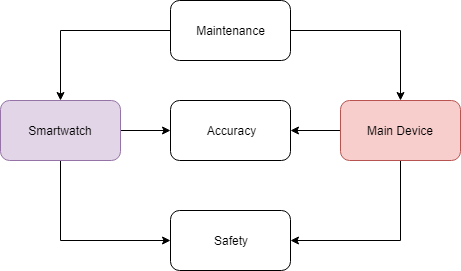 Maintenance
Smartwatch
Accuracy
Main Device
Safety